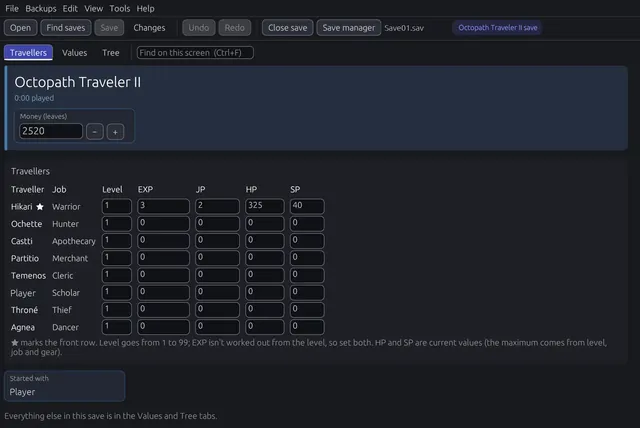 File Backups Edit View Tools Help
Open Find saves Save Changes Undo Redo Close save Save manager Save01.sav Octopath Traveler II save
Travellers Values Tree Find on this screen (Ctrl+F)
Octopath Traveler II
0:00 played
Money (leaves)
2520 − +
Travellers
Traveller Job Level EXP JP HP SP
Hikari ★ Warrior 1 3 2 325 40
Ochette Hunter 1 0 0 0 0
Castti Apothecary 1 0 0 0 0
Partitio Merchant 1 0 0 0 0
Temenos Cleric 1 0 0 0 0
Player Scholar 1 0 0 0 0
Throné Thief 1 0 0 0 0
Agnea Dancer 1 0 0 0 0
★ marks the front row. Level goes from 1 to 99; EXP isn't worked out from the level, so set both. HP and SP are current values (the maximum comes from level,
job and gear).
Started with
Player
Everything else in this save is in the Values and Tree tabs.